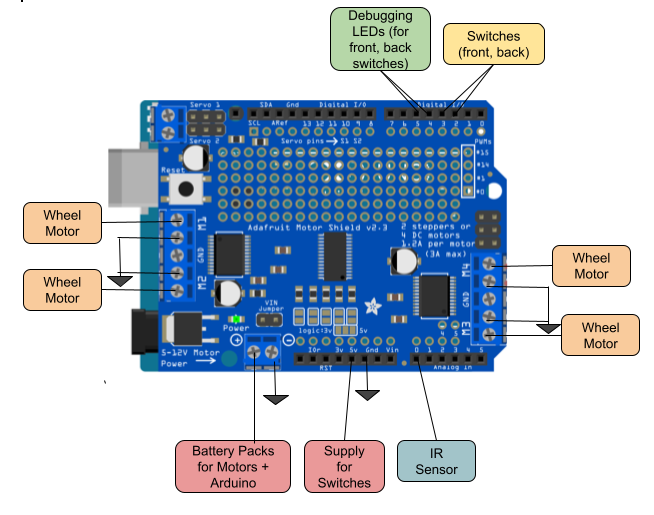 Debugging
LEDs (for
front, back
switches)
Switches
(front, back)
Servo 1
SDA Gnd Digital I/O
Digital I/O
SCL ARef 13 12 11 10 9 8
7 6 5 4 3 2 1 0
Servo 2
Servo pins → S1 S2
PWMs
#15
#14
#1
#0
Reset
Wheel
Motor
M1
GND
M2
Adafruit Motor Shield v2.3
2 steppers or
4 DC motors
1.2A per motor
(3A max)
Wheel
Motor
Wheel
Motor
M4
GND
M3
Wheel
Motor
VIN
Jumper
Power
logic:3v
5v
5-12V Motor
Power →
IOr 3v 5v Gnd Vin
RST
0 1 2 3 4 5
Analog in
Battery Packs
for Motors +
Arduino
Supply
for
Switches
IR
Sensor